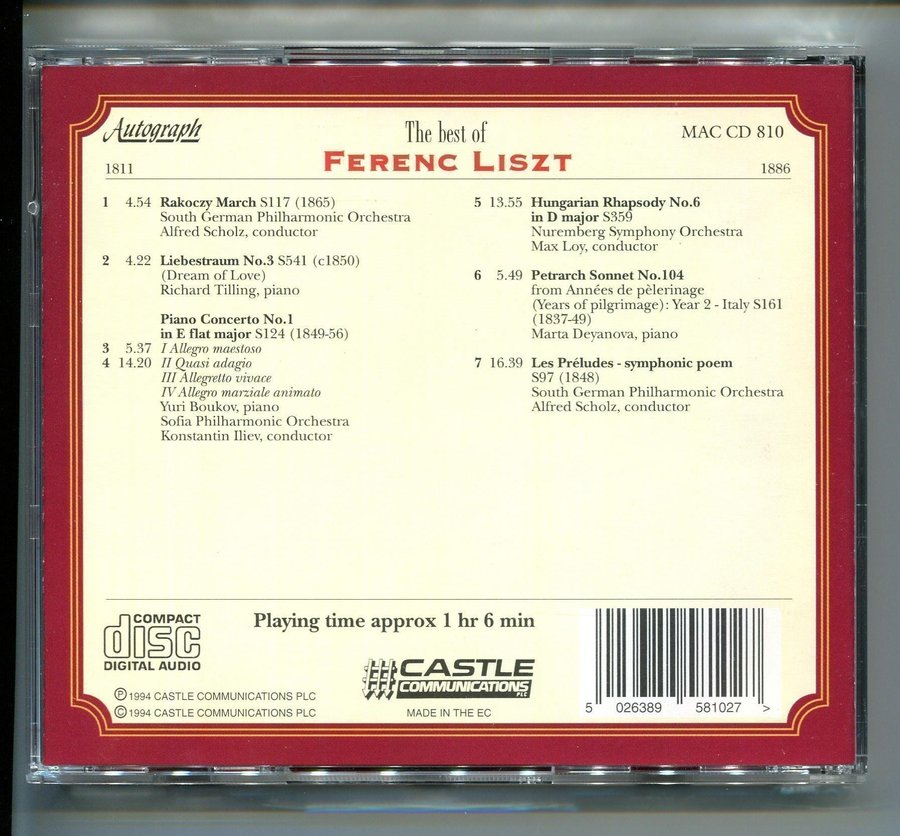 Autograph
The best of
FERENC LISZT
MAC CD 810
1811
1886
1 4.54 Rakoczy March S117 (1865)
South German Philharmonic Orchestra
Alfred Scholz, conductor
2 4.22 Liebestraum No.3 S541 (c1850)
(Dream of Love)
Richard Tilling, piano
Piano Concerto No.1
in E flat major S124 (1849-56)
3 5.37 I Allegro maestoso
4 14.20 II Quasi adagio
III Allegretto vivace
IV Allegro marziale animato
Yuri Boukov, piano
Sofia Philharmonic Orchestra
Konstantin Iliev, conductor
5 13.55 Hungarian Rhapsody No.6
in D major S359
Nuremberg Symphony Orchestra
Max Loy, conductor
6 5.49 Petrarch Sonnet No.104
from Années de pèlerinage
(Years of pilgrimage): Year 2 - Italy S161
(1837-49)
Marta Deyanova, piano
7 16.39 Les Préludes - symphonic poem
S97 (1848)
South German Philharmonic Orchestra
Alfred Scholz, conductor
COMPACT
disc
DIGITAL AUDIO
Playing time approx 1 hr 6 min
CASTLE
COMMUNICATIONS
PLC
℗ 1994 CASTLE COMMUNICATIONS PLC
© 1994 CASTLE COMMUNICATIONS PLC
MADE IN THE EC
5 026389 581027 >